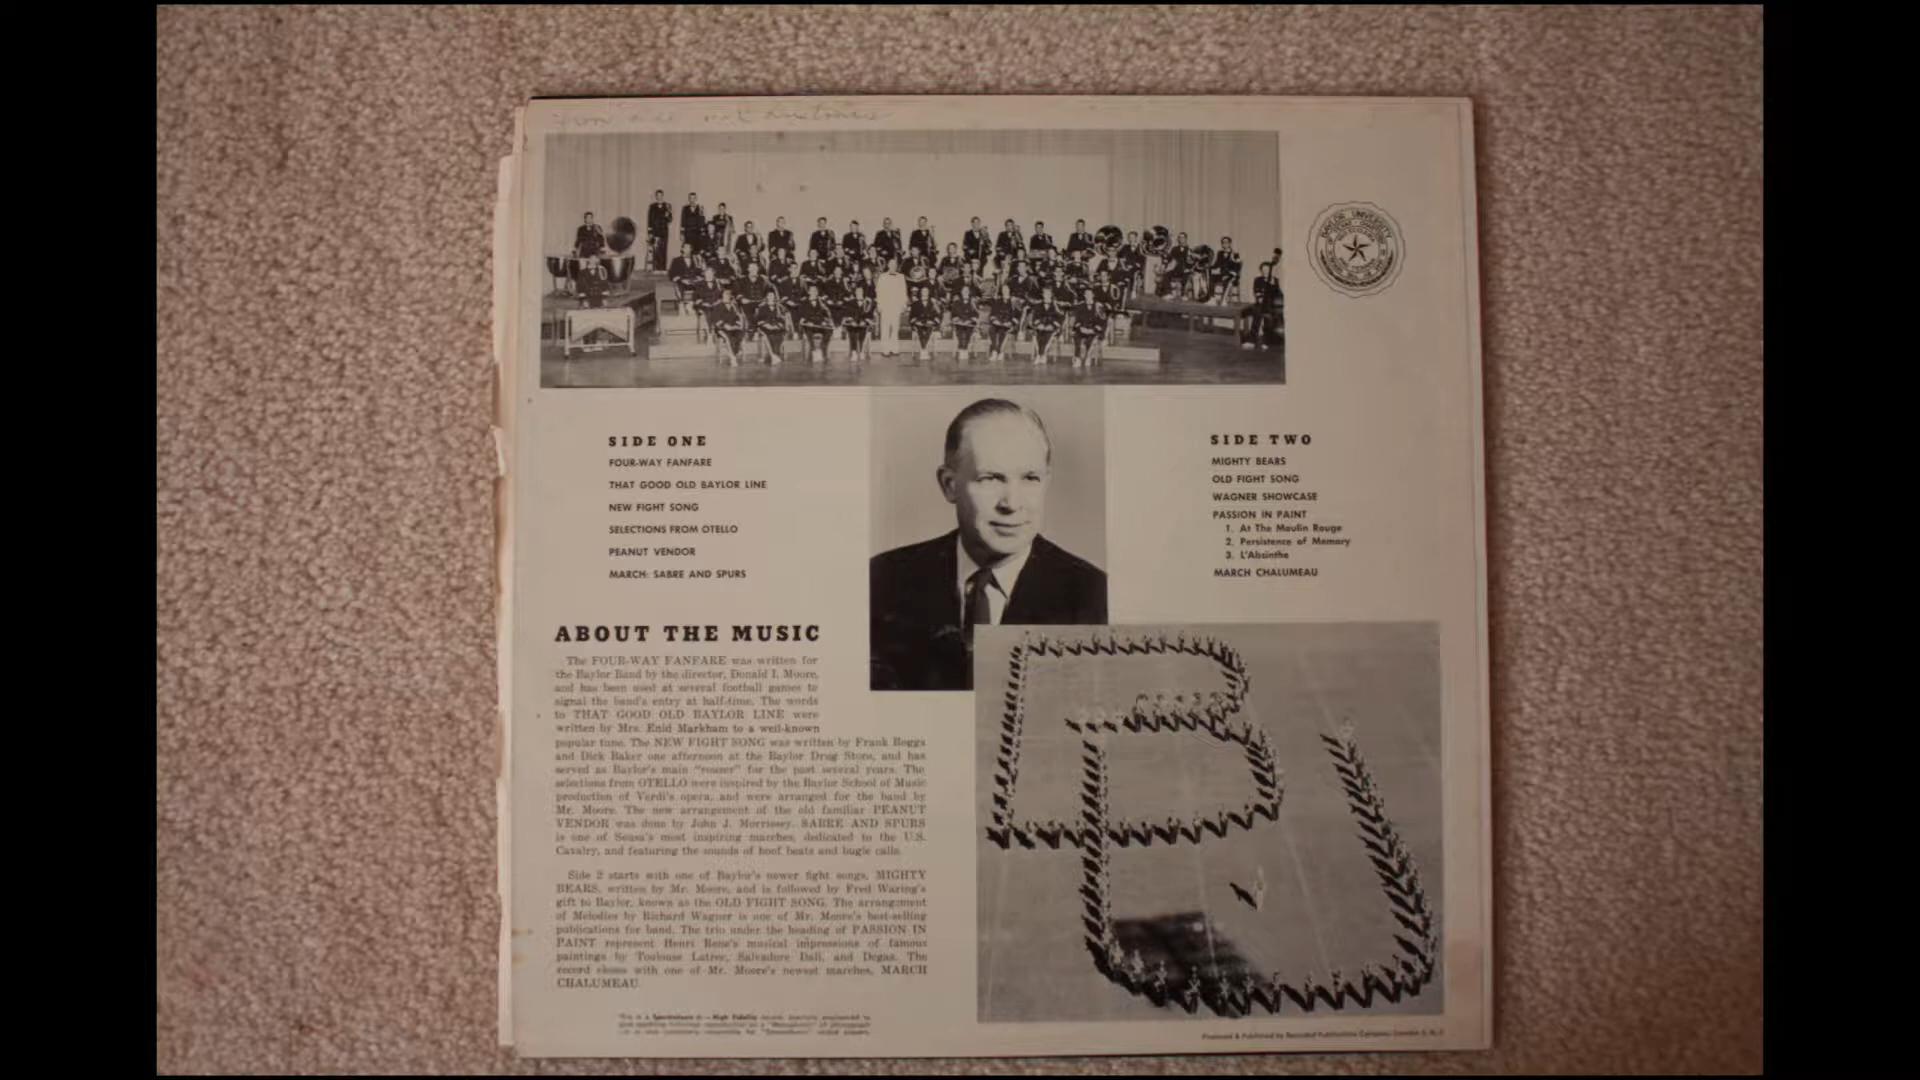 BAYLOR UNIVERSITY
SIDE ONE
FOUR-WAY FANFARE
THAT GOOD OLD BAYLOR LINE
NEW FIGHT SONG
SELECTIONS FROM OTELLO
PEANUT VENDOR
MARCH: SABRE AND SPURS
SIDE TWO
MIGHTY BEARS
OLD FIGHT SONG
WAGNER SHOWCASE
PASSION IN PAINT
1. At The Moulin Rouge
2. Persistence of Memory
3. L'Absinthe
MARCH CHALUMEAU
ABOUT THE MUSIC
The FOUR-WAY FANFARE was written for
the Baylor Band by the director, Donald I. Moore,
and has been used at several football games to
signal the band's entry at half-time. The words
to THAT GOOD OLD BAYLOR LINE were
written by Mrs. Enid Markham to a well-known
popular tune. The NEW FIGHT SONG was written by Frank Boggs
and Dick Baker one afternoon at the Baylor Drug Store, and has
served as Baylor's main "rouser" for the past several years. The
selections from OTELLO were inspired by the Baylor School of Music
production of Verdi's opera, and were arranged for the band by
Mr. Moore. The new arrangement of the old familiar PEANUT
VENDOR was done by John J. Morrissey. SABRE AND SPURS
is one of Sousa's most inspiring marches, dedicated to the U.S.
Cavalry, and featuring the sounds of hoof beats and bugle calls.
Side 2 starts with one of Baylor's newer fight songs, MIGHTY
BEARS, written by Mr. Moore, and is followed by Fred Waring's
gift to Baylor, known as the OLD FIGHT SONG. The arrangement
of Melodies by Richard Wagner is one of Mr. Moore's best-selling
publications for band. The trio under the heading of PASSION IN
PAINT represent Henri Rene's musical impressions of famous
paintings by Toulouse Latrec, Salvadore Dali, and Degas. The
record closes with one of Mr. Moore's newest marches, MARCH
CHALUMEAU.
Produced & Published by Recorded Publications Company, Camden 5, N. J.